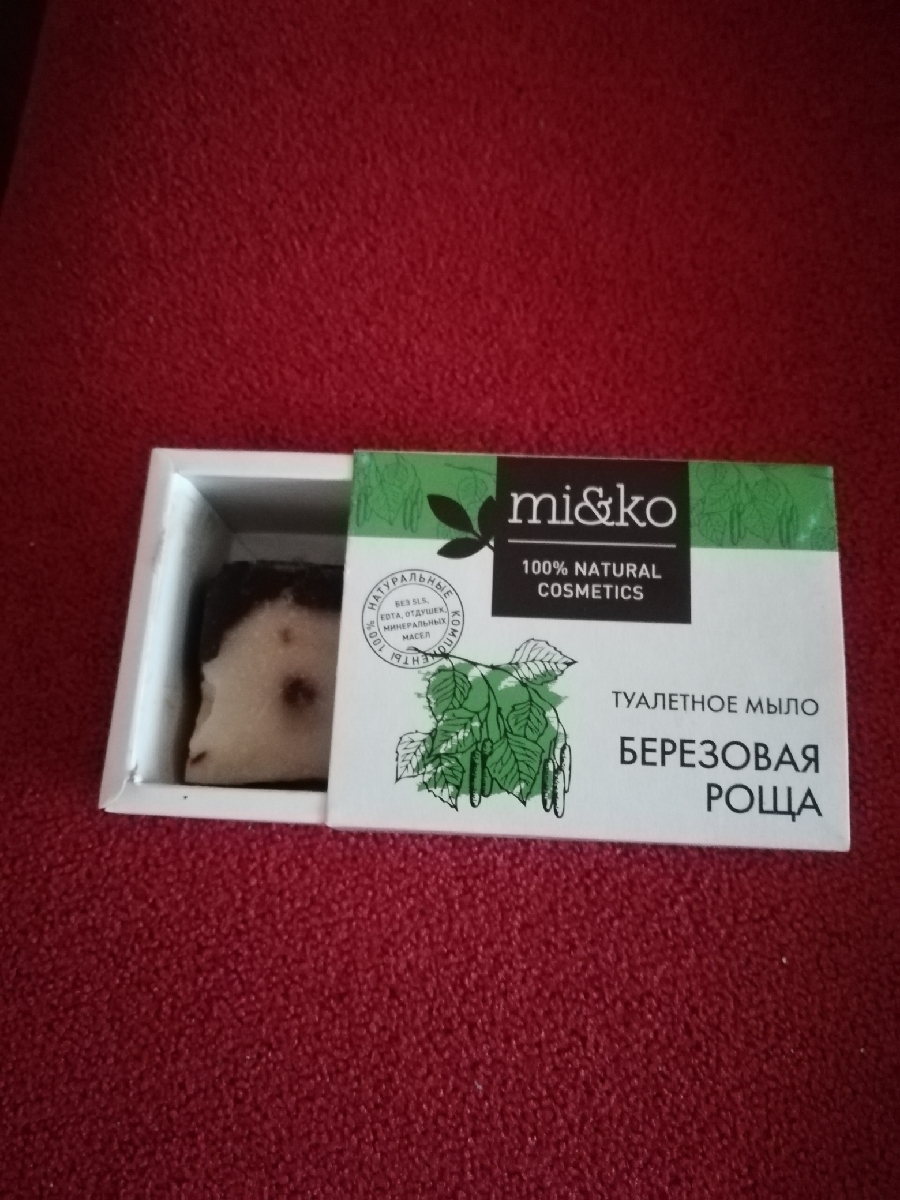 mi&ko
100% NATURAL
COSMETICS
100% НАТУРАЛЬНЫЕ КОМПОНЕНТЫ
БЕЗ SLS,
EDTA, ОТДУШЕК,
МИНЕРАЛЬНЫХ
МАСЕЛ
ТУАЛЕТНОЕ МЫЛО
БЕРЕЗОВАЯ
РОЩА